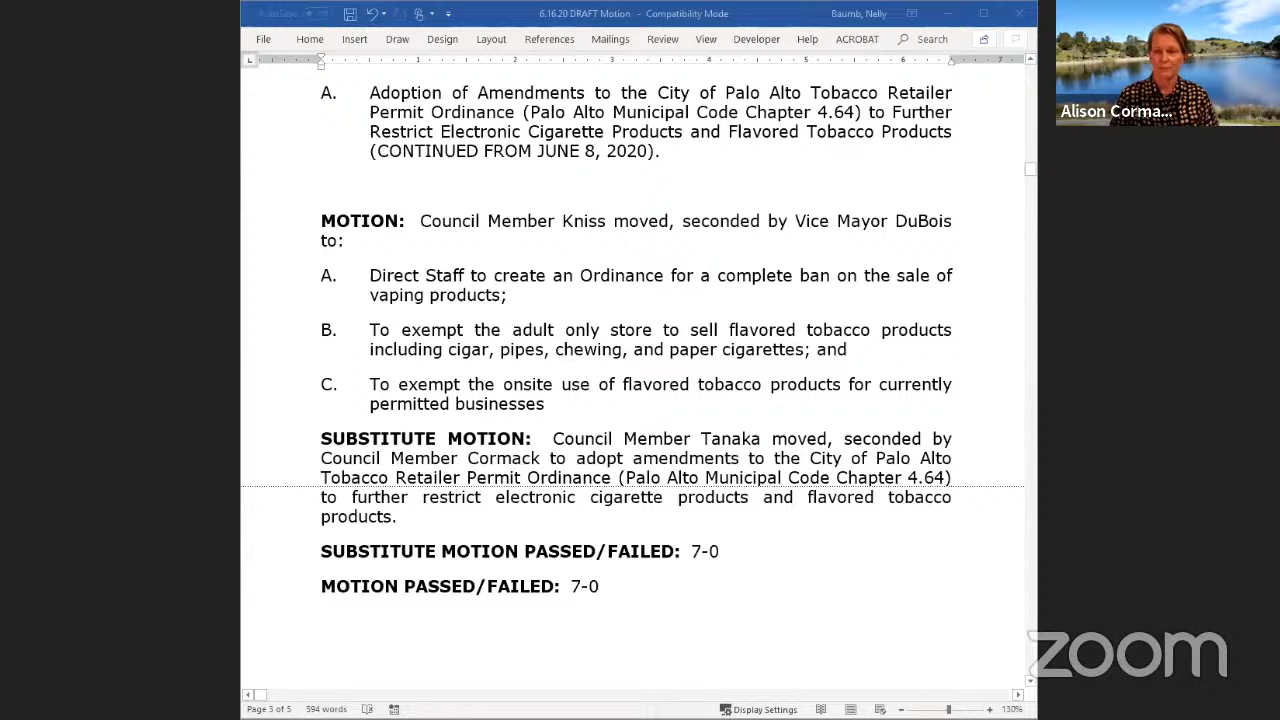 AutoSave
6.16.20 DRAFT Motion - Compatibility Mode
Baumb, Nelly
File Home Insert Draw Design Layout References Mailings Review View Developer Help ACROBAT Search
1 2 3 4 5 6 7
A. Adoption of Amendments to the City of Palo Alto Tobacco Retailer
Permit Ordinance (Palo Alto Municipal Code Chapter 4.64) to Further
Restrict Electronic Cigarette Products and Flavored Tobacco Products
(CONTINUED FROM JUNE 8, 2020).
MOTION: Council Member Kniss moved, seconded by Vice Mayor DuBois
to:
A. Direct Staff to create an Ordinance for a complete ban on the sale of
vaping products;
B. To exempt the adult only store to sell flavored tobacco products
including cigar, pipes, chewing, and paper cigarettes; and
C. To exempt the onsite use of flavored tobacco products for currently
permitted businesses
SUBSTITUTE MOTION: Council Member Tanaka moved, seconded by
Council Member Cormack to adopt amendments to the City of Palo Alto
Tobacco Retailer Permit Ordinance (Palo Alto Municipal Code Chapter 4.64)
to further restrict electronic cigarette products and flavored tobacco
products.
SUBSTITUTE MOTION PASSED/FAILED: 7-0
MOTION PASSED/FAILED: 7-0
Page 5 of 5 594 words
Display Settings
130%
Alison Corma...
zoom